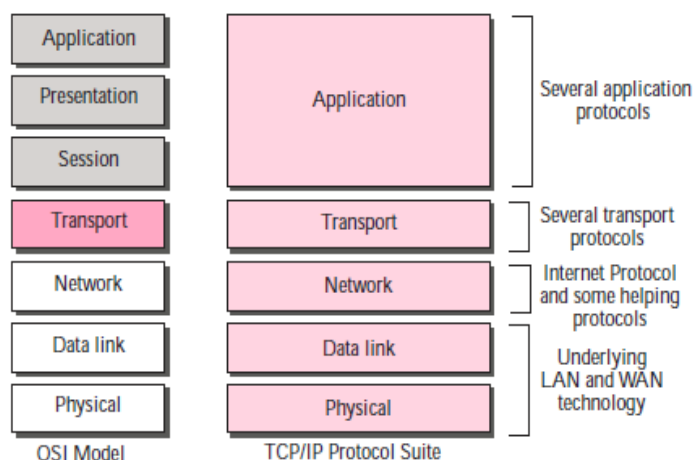 Application
Presentation
Session
Transport
Network
Data link
Physical
OSI Model
Application
Transport
Network
Data link
Physical
TCP/IP Protocol Suite
Several application
protocols
Several transport
protocols
Internet Protocol
and some helping
protocols
Underlying
LAN and WAN
technology